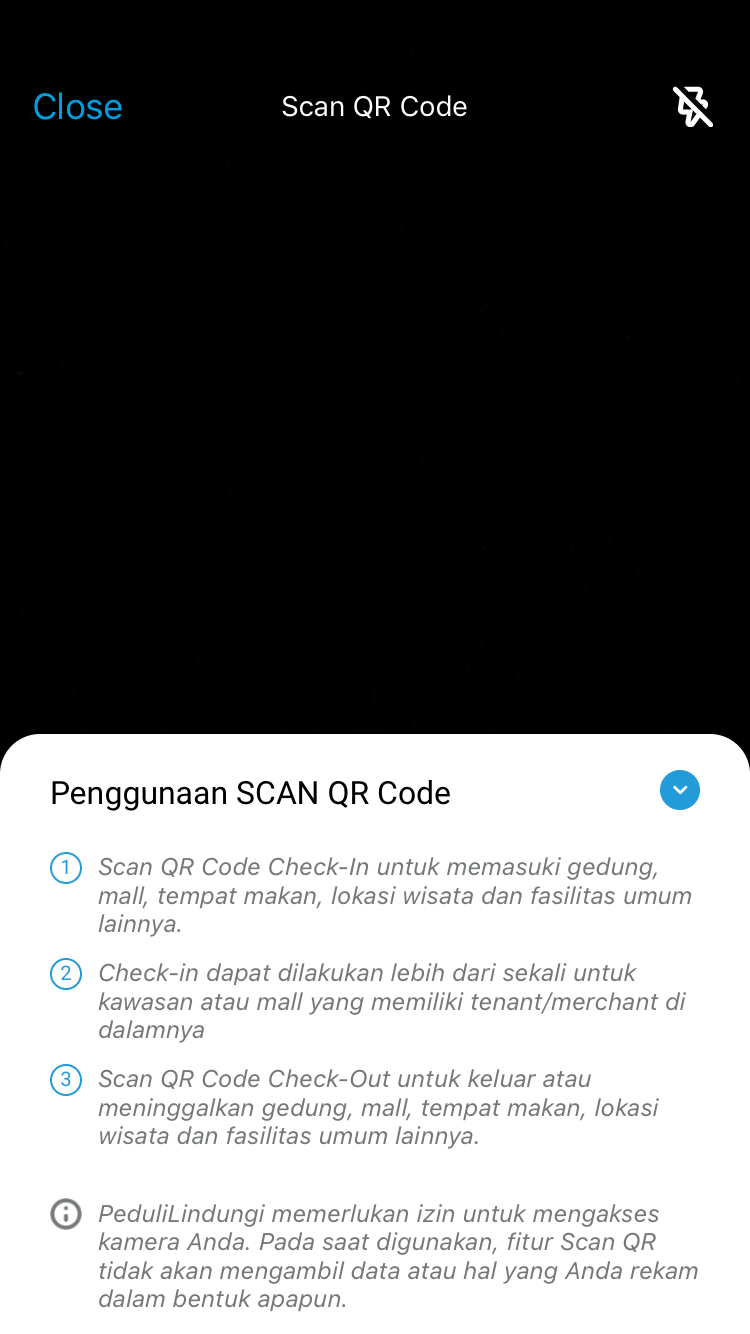 Close
Scan QR Code
Penggunaan SCAN QR Code
1 Scan QR Code Check-In untuk memasuki gedung,
mall, tempat makan, lokasi wisata dan fasilitas umum
lainnya.
2 Check-in dapat dilakukan lebih dari sekali untuk
kawasan atau mall yang memiliki tenant/merchant di
dalamnya
3 Scan QR Code Check-Out untuk keluar atau
meninggalkan gedung, mall, tempat makan, lokasi
wisata dan fasilitas umum lainnya.
PeduliLindungi memerlukan izin untuk mengakses
kamera Anda. Pada saat digunakan, fitur Scan QR
tidak akan mengambil data atau hal yang Anda rekam
dalam bentuk apapun.